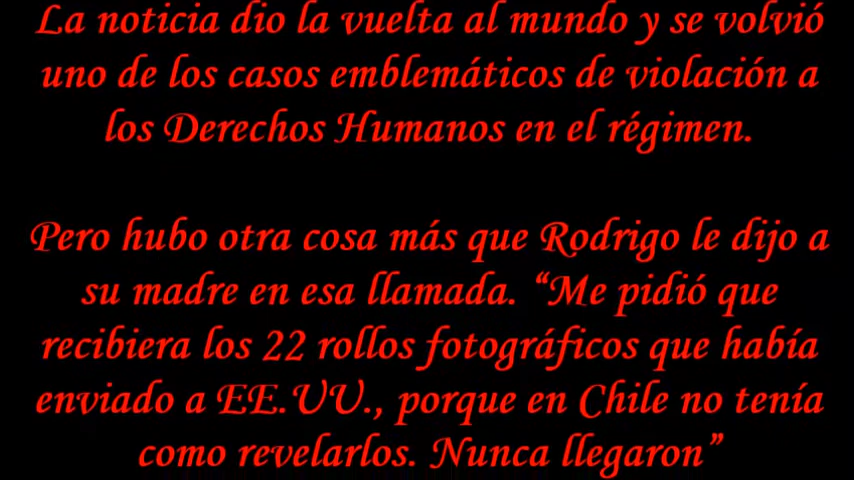 La noticia dio la vuelta al mundo y se volvió
uno de los casos emblemáticos de violación a
los Derechos Humanos en el régimen.
Pero hubo otra cosa más que Rodrigo le dijo a
su madre en esa llamada. “Me pidió que
recibiera los 22 rollos fotográficos que había
enviado a EE.UU., porque en Chile no tenía
como revelarlos. Nunca llegaron”